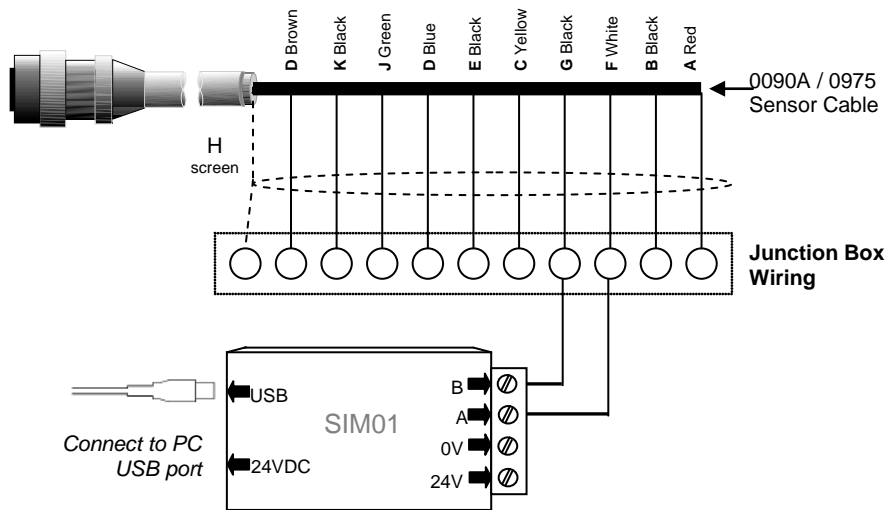 D Brown
K Black
J Green
D Blue
E Black
C Yellow
G Black
F White
B Black
A Red
0090A / 0975
Sensor Cable
H
screen
Junction Box
Wiring
USB
24VDC
SIM01
B
A
0V
24V
Connect to PC
USB port